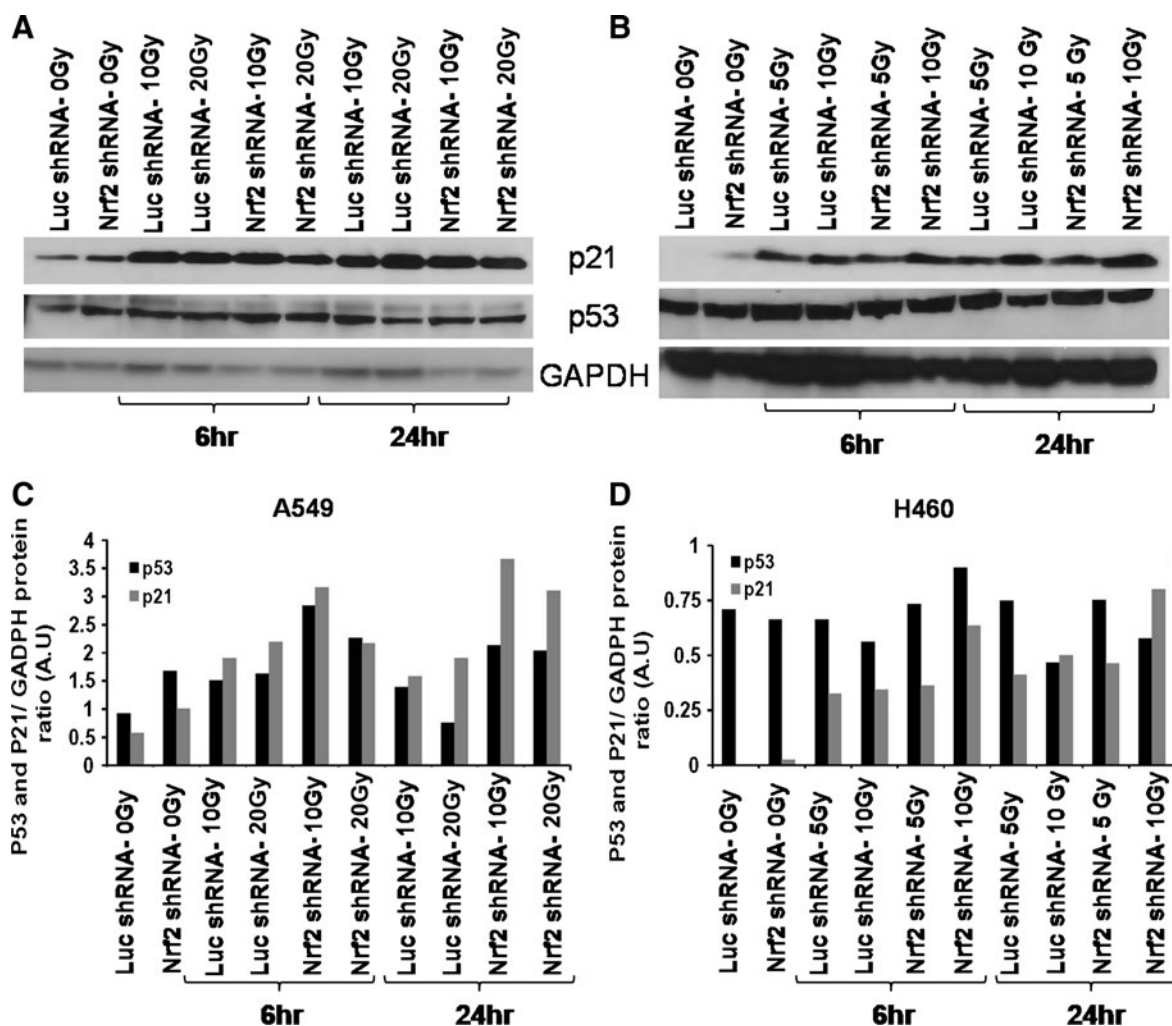 A
Luc shRNA- 0Gy
Nrf2 shRNA- 0Gy
Luc shRNA- 10Gy
Luc shRNA- 20Gy
Nrf2 shRNA- 10Gy
Nrf2 shRNA- 20Gy
Luc shRNA- 10Gy
Luc shRNA- 20Gy
Nrf2 shRNA- 10Gy
Nrf2 shRNA- 20Gy
p21
p53
GAPDH
6hr
24hr
B
Luc shRNA- 0Gy
Nrf2 shRNA- 0Gy
Luc shRNA- 5Gy
Luc shRNA- 10Gy
Nrf2 shRNA- 5Gy
Nrf2 shRNA- 10Gy
Luc shRNA- 5Gy
Luc shRNA- 10 Gy
Nrf2 shRNA- 5 Gy
Nrf2 shRNA- 10Gy
6hr
24hr
C
A549
P53 and P21/ GADPH protein
ratio (A.U)
4
3.5
3
2.5
2
1.5
1
0.5
0
p53
p21
Luc shRNA- 0Gy
Nrf2 shRNA- 0Gy
Luc shRNA- 10Gy
Luc shRNA- 20Gy
Nrf2 shRNA- 10Gy
Nrf2 shRNA- 20Gy
Luc shRNA- 10Gy
Luc shRNA- 20Gy
Nrf2 shRNA- 10Gy
Nrf2 shRNA- 20Gy
6hr
24hr
D
H460
P53 and P21/ GADPH protein
ratio (A.U)
1
0.75
0.5
0.25
0
p53
p21
Luc shRNA- 0Gy
Nrf2 shRNA- 0Gy
Luc shRNA- 5Gy
Luc shRNA- 10Gy
Nrf2 shRNA- 5Gy
Nrf2 shRNA- 10Gy
Luc shRNA- 5Gy
Luc shRNA- 10 Gy
Nrf2 shRNA- 5 Gy
Nrf2 shRNA- 10Gy
6hr
24hr